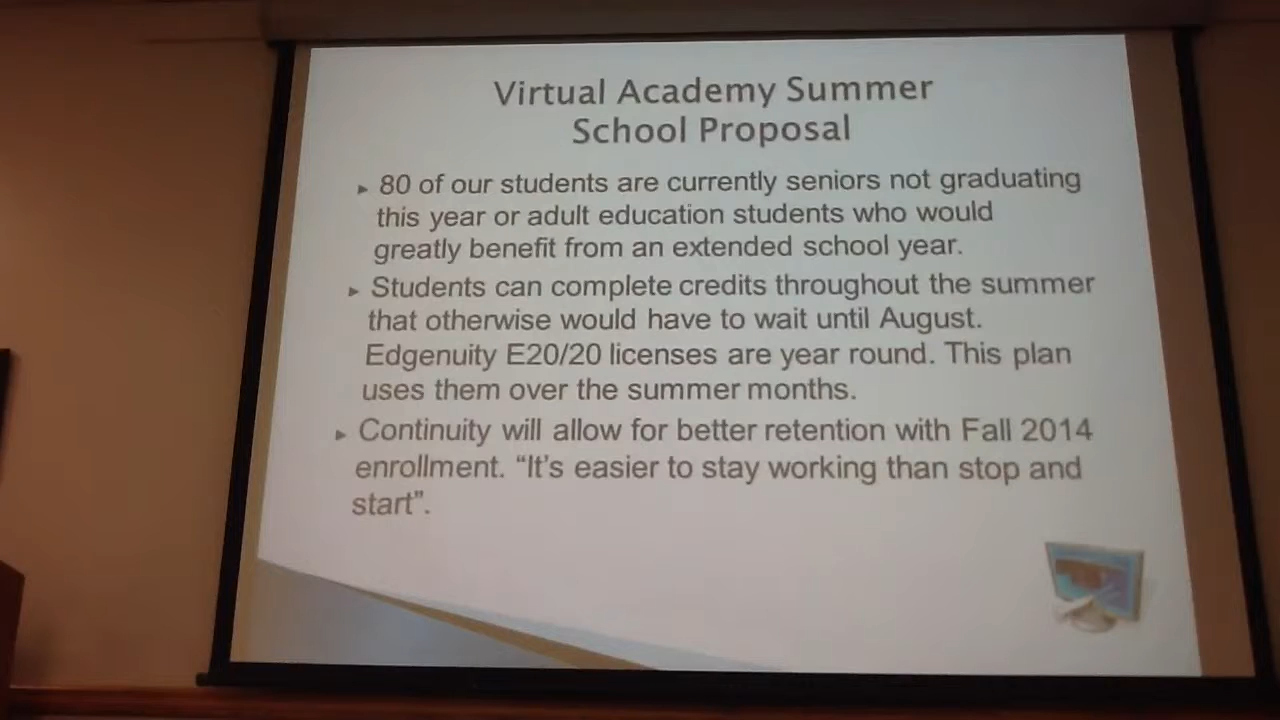 Virtual Academy Summer
School Proposal
80 of our students are currently seniors not graduating
this year or adult education students who would
greatly benefit from an extended school year.
Students can complete credits throughout the summer
that otherwise would have to wait until August.
Edgenuity E20/20 licenses are year round. This plan
uses them over the summer months.
Continuity will allow for better retention with Fall 2014
enrollment. “It’s easier to stay working than stop and
start”.